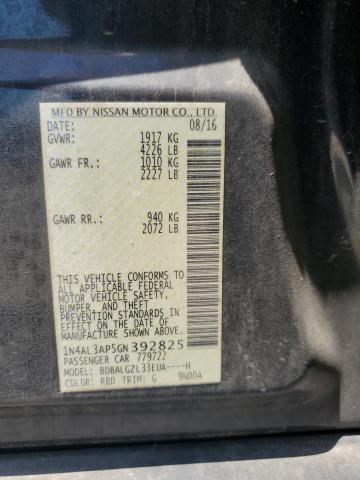 MFD BY NISSAN MOTOR CO., LTD.
DATE: 08/16
GVWR: 1917 KG
4226 LB
GAWR FR.: 1010 KG
2227 LB
GAWR RR.: 940 KG
2072 LB
THIS VEHICLE CONFORMS TO
ALL APPLICABLE FEDERAL
MOTOR VEHICLE SAFETY,
BUMPER, AND THEFT
PREVENTION STANDARDS
IN EFFECT ON THE DATE OF
MANUFACTURE SHOWN ABOVE.
1N4AL3AP5GN392825
PASSENGER CAR 779722
MODEL: BDBALGZL33EUA----H
COLOR: RBD TRIM: G 9N00A